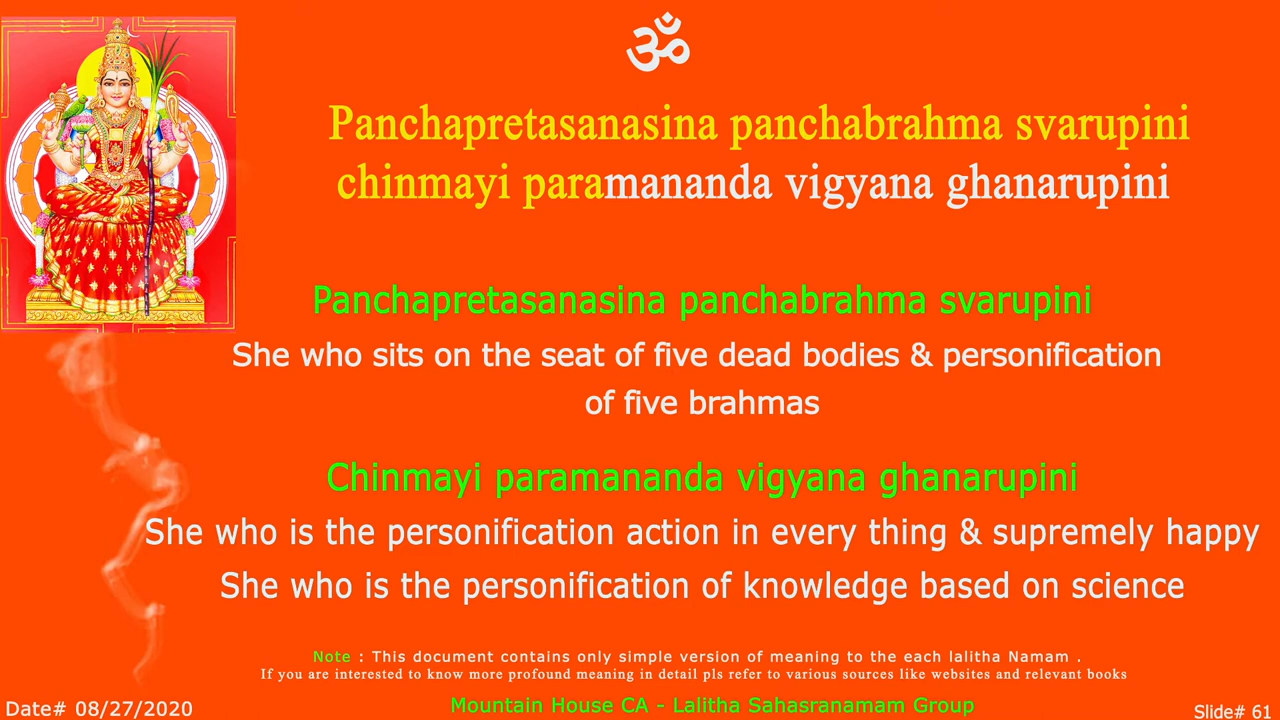 ॐ
Panchapretasanasina panchabrahma svarupini
chinmayi paramananda vigyana ghanarupini
Panchapretasanasina panchabrahma svarupini
She who sits on the seat of five dead bodies & personification
of five brahmas
Chinmayi paramananda vigyana ghanarupini
She who is the personification action in every thing & supremely happy
She who is the personification of knowledge based on science
Note : This document contains only simple version of meaning to the each lalitha Namam .
If you are interested to know more profound meaning in detail pls refer to various sources like websites and relevant books
Mountain House CA - Lalitha Sahasranamam Group
Date# 08/27/2020
Slide# 61